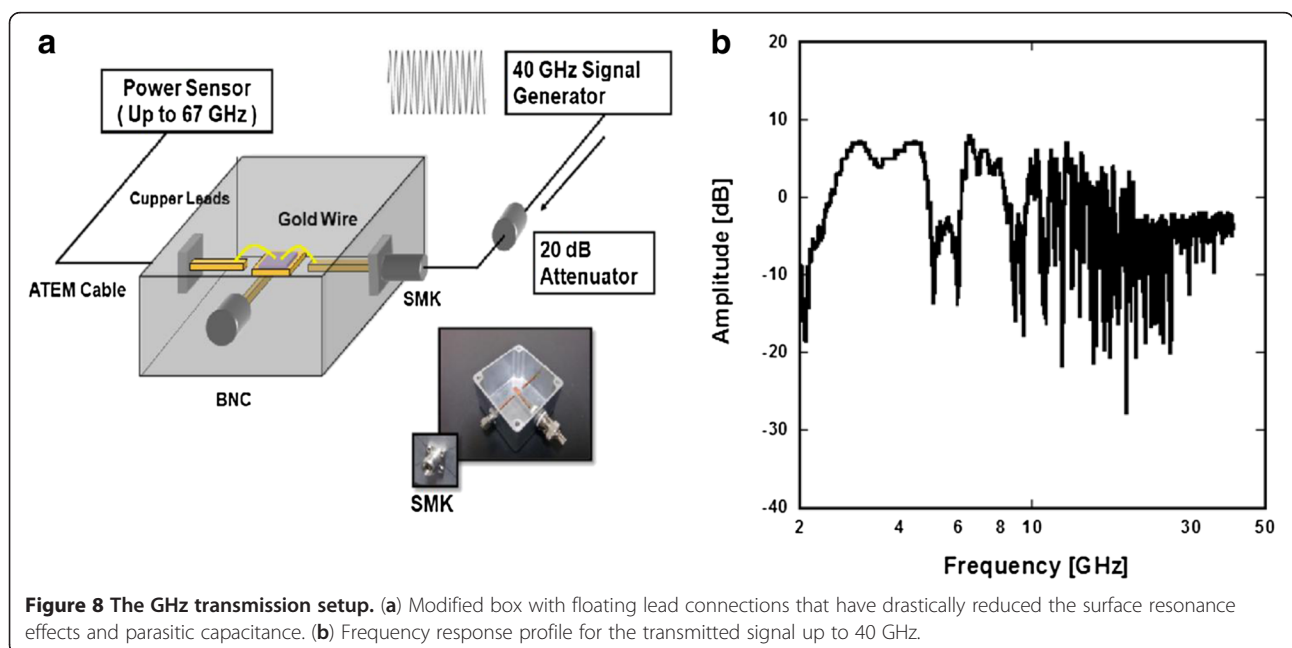 a
Power Sensor
( Up to 67 GHz )
40 GHz Signal
Generator
Cupper Leads
Gold Wire
20 dB
Attenuator
ATEM Cable
SMK
BNC
SMK
b
20
10
0
-10
-20
-30
-40
Amplitude [dB]
2
4
6
8
10
30
50
Frequency [GHz]
Figure 8 The GHz transmission setup. (a) Modified box with floating lead connections that have drastically reduced the surface resonance
effects and parasitic capacitance. (b) Frequency response profile for the transmitted signal up to 40 GHz.